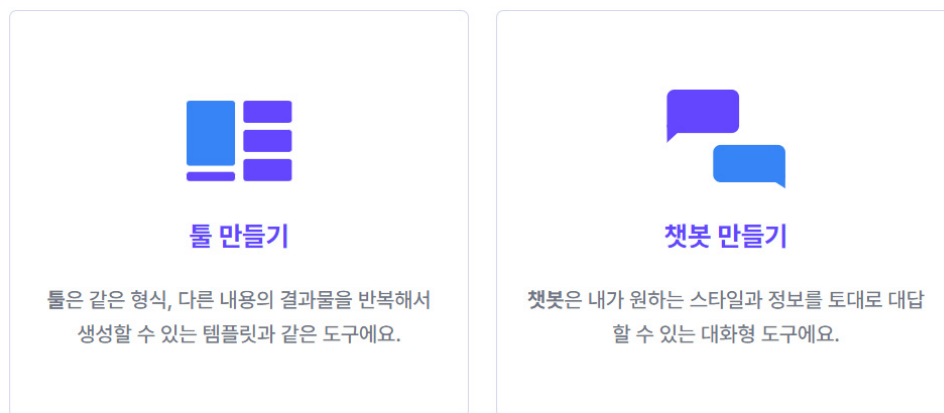 툴 만들기
툴은 같은 형식, 다른 내용의 결과물을 반복해서
생성할 수 있는 템플릿과 같은 도구에요.
챗봇 만들기
챗봇은 내가 원하는 스타일과 정보를 토대로 대답
할 수 있는 대화형 도구에요.